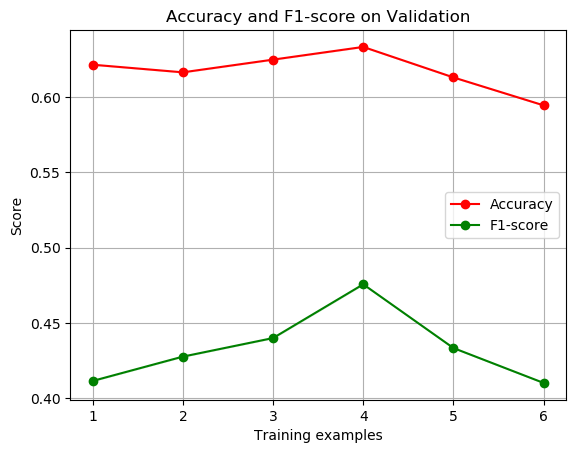 Accuracy and F1-score on Validation
0.60
0.55
0.50
0.45
0.40
Score
Accuracy
F1-score
1 2 3 4 5 6
Training examples